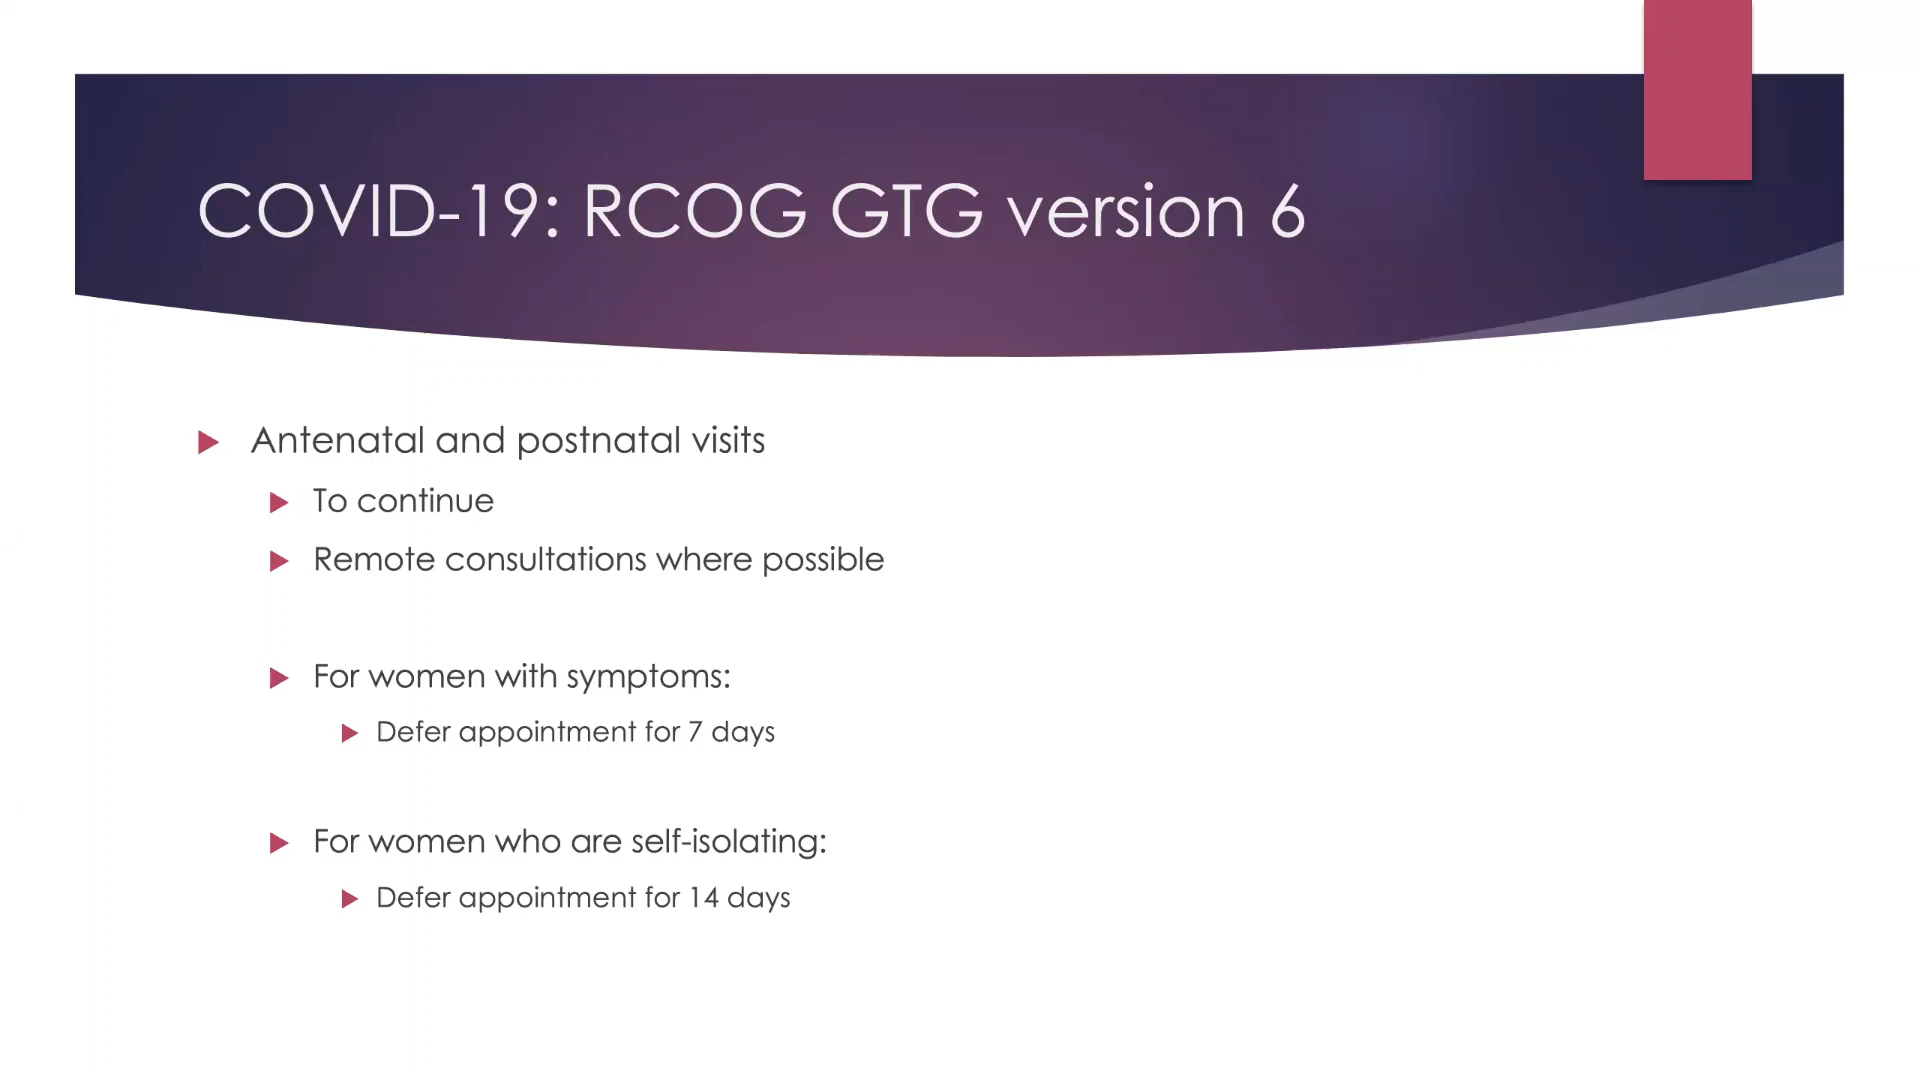 COVID-19: RCOG GTG version 6
Antenatal and postnatal visits
To continue
Remote consultations where possible
For women with symptoms:
Defer appointment for 7 days
For women who are self-isolating:
Defer appointment for 14 days